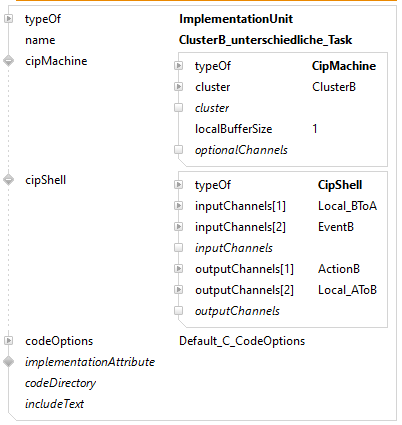 typeOf ImplementationUnit
name ClusterB_unterschiedliche_Task
cipMachine
typeOf CipMachine
cluster ClusterB
cluster
localBufferSize 1
optionalChannels
cipShell
typeOf CipShell
inputChannels[1] Local_BToA
inputChannels[2] EventB
inputChannels
outputChannels[1] ActionB
outputChannels[2] Local_AToB
outputChannels
codeOptions Default_C_CodeOptions
implementationAttribute
codeDirectory
includeText